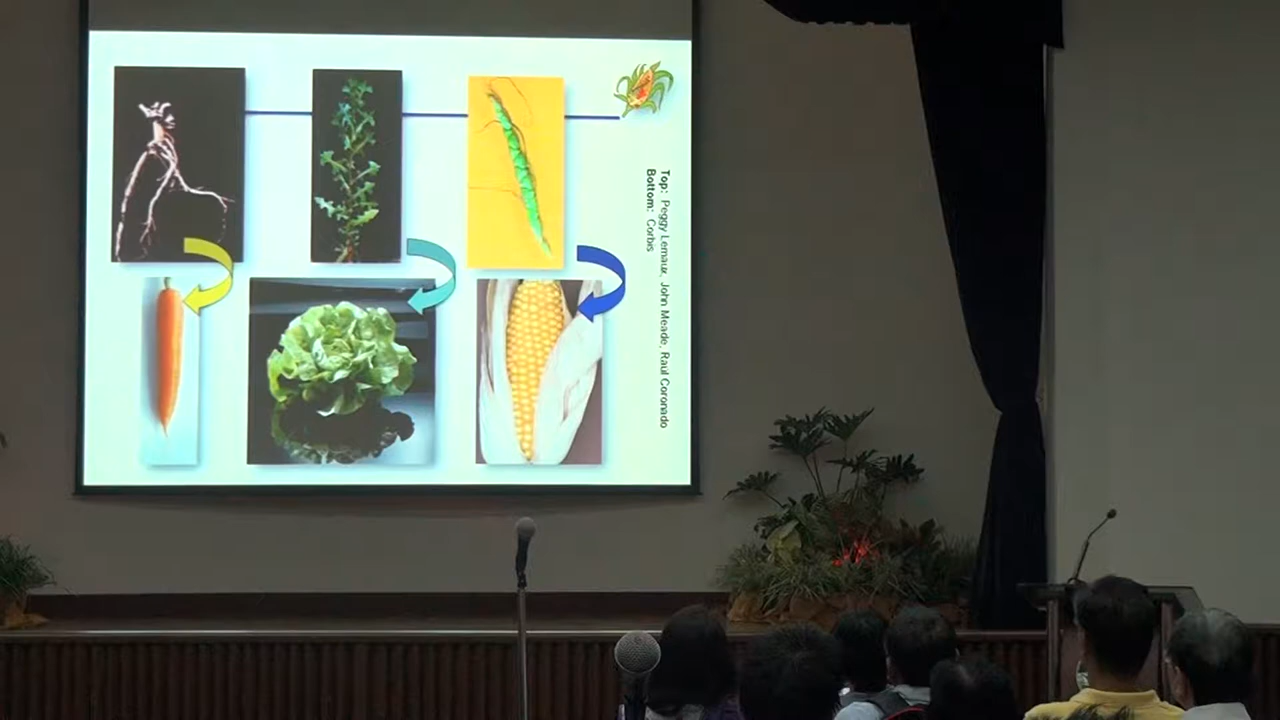 Top: Peggy Lemaux, John Meade, Raul Coronado
Bottom: Corbis